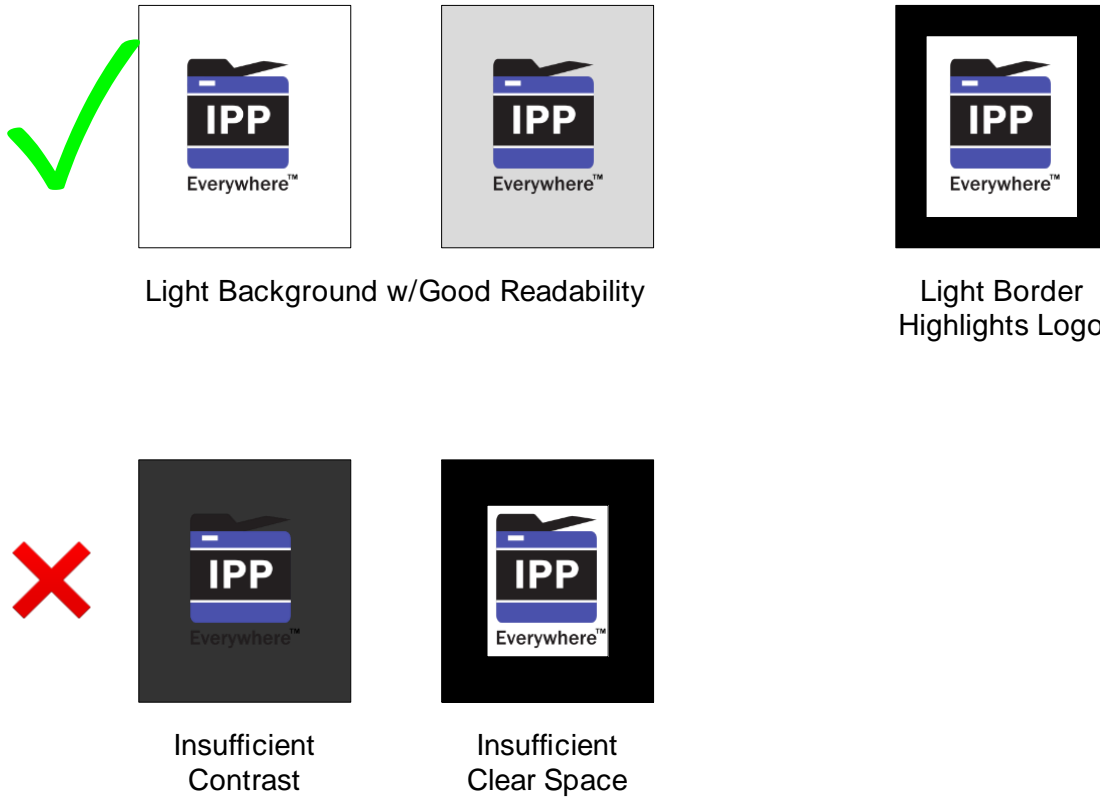 IPP
Everywhere™
IPP
Everywhere™
IPP
Everywhere™
Light Background w/Good Readability
Light Border
Highlights Logo
IPP
Everywhere™
IPP
Everywhere™
Insufficient
Contrast
Insufficient
Clear Space